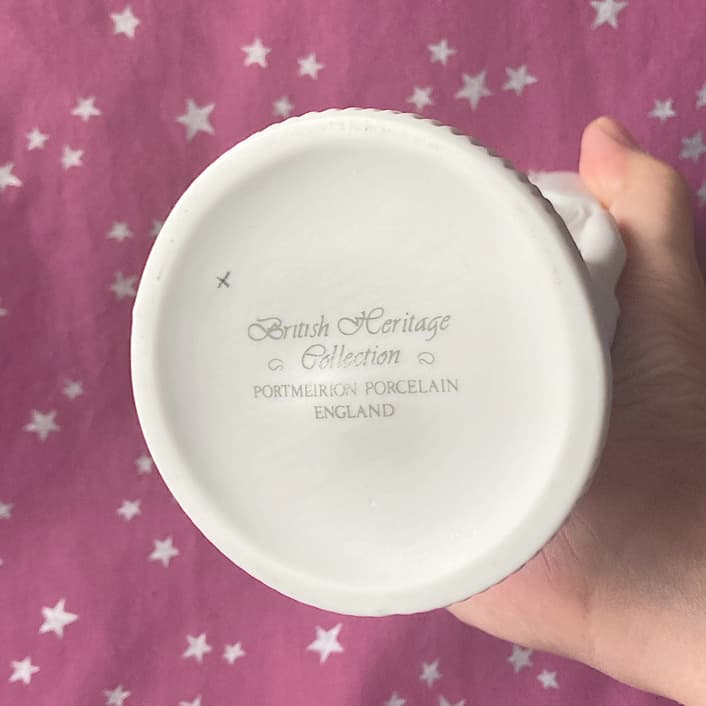 British Heritage
Collection
PORTMEIRION PORCELAIN
ENGLAND